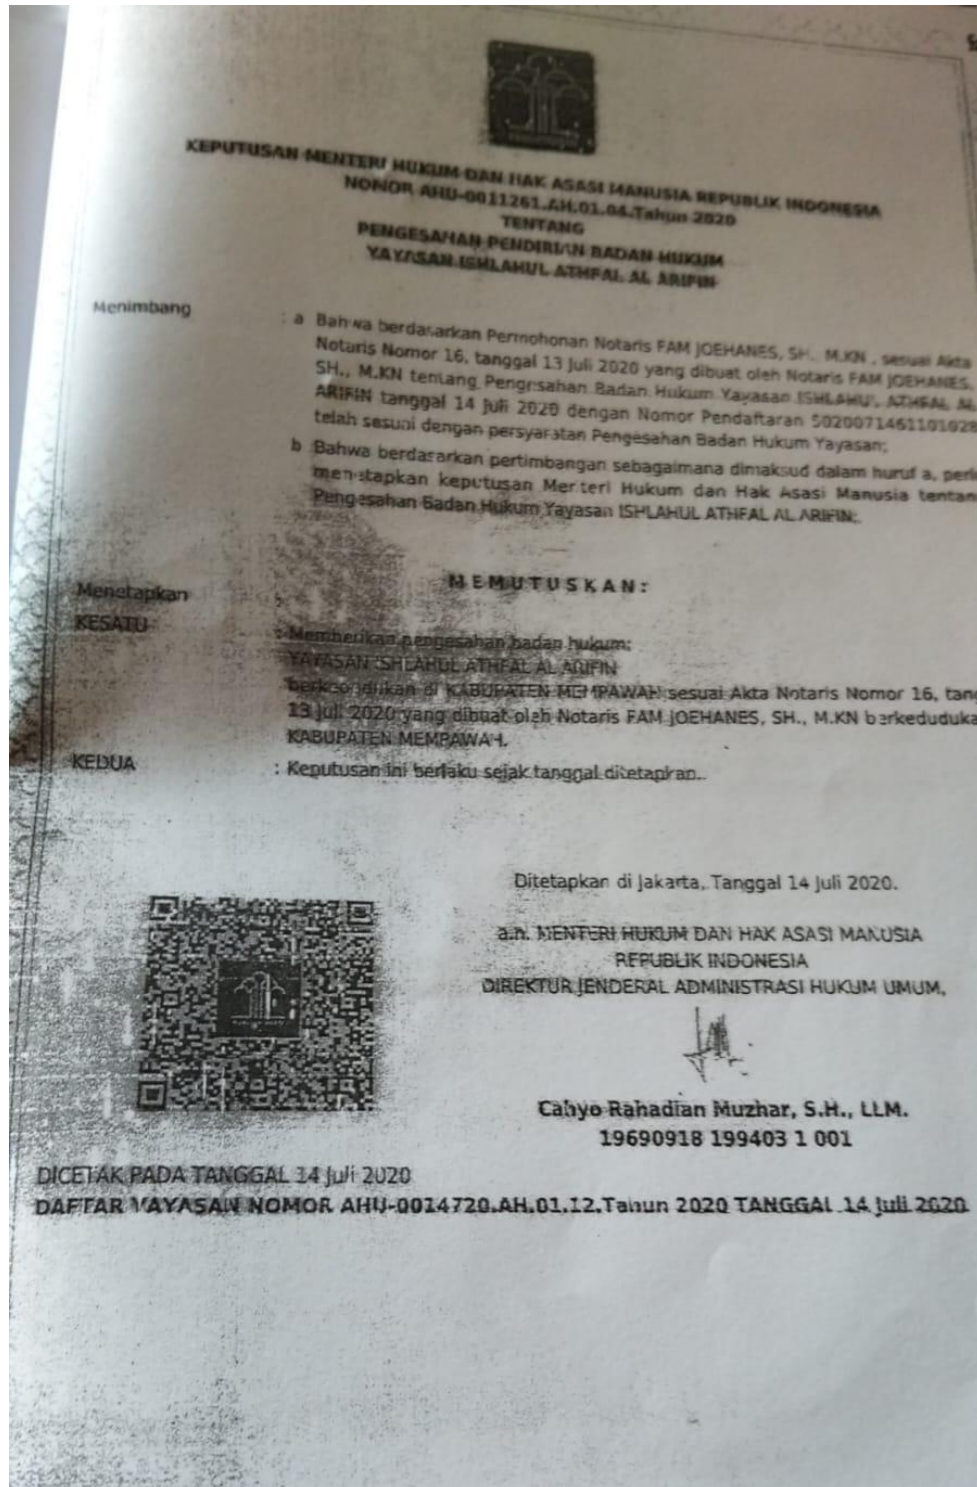 KEPUTUSAN MENTERI HUKUM DAN HAK ASASI MANUSIA REPUBLIK INDONESIA
NOMOR AHU-0011261.AH.01.04.Tahun 2020
TENTANG
PENGESAHAN PENDIRIAN BADAN HUKUM
YAYASAN ISHLAHUL ATHFAL AL ARIFIN
Menimbang : a Bahwa berdasarkan Permohonan Notaris FAM JOEHANES, SH., M.KN , sesuai Akta
Notaris Nomor 16, tanggal 13 Juli 2020 yang dibuat oleh Notaris FAM JOEHANES,
SH., M.KN tentang Pengesahan Badan Hukum Yayasan ISHLAHUL ATHFAL AL
ARIFIN tanggal 14 Juli 2020 dengan Nomor Pendaftaran 5020071461101028
telah sesuai dengan persyaratan Pengesahan Badan Hukum Yayasan;
b Bahwa berdasarkan pertimbangan sebagaimana dimaksud dalam huruf a, perl
menetapkan keputusan Menteri Hukum dan Hak Asasi Manusia tentan
Pengesahan Badan Hukum Yayasan ISHLAHUL ATHFAL AL ARIFIN;
MEMUTUSKAN:
Menetapkan :
KESATU : Memberikan pengesahan badan hukum:
YAYASAN ISHLAHUL ATHFAL AL ARIFIN
berkedudukan di KABUPATEN MEMPAWAH sesuai Akta Notaris Nomor 16, tang
13 Juli 2020 yang dibuat oleh Notaris FAM JOEHANES, SH., M.KN berkeduduka
KABUPATEN MEMPAWAH.
KEDUA : Keputusan ini berlaku sejak tanggal ditetapkan.
Ditetapkan di Jakarta, Tanggal 14 Juli 2020.
a.n. MENTERI HUKUM DAN HAK ASASI MANUSIA
REPUBLIK INDONESIA
DIREKTUR JENDERAL ADMINISTRASI HUKUM UMUM,
Cahyo Rahadian Muzhar, S.H., LLM.
19690918 199403 1 001
DICETAK PADA TANGGAL 14 Juli 2020
DAFTAR YAYASAN NOMOR AHU-0014720.AH.01.12.Tahun 2020 TANGGAL 14 Juli 2020